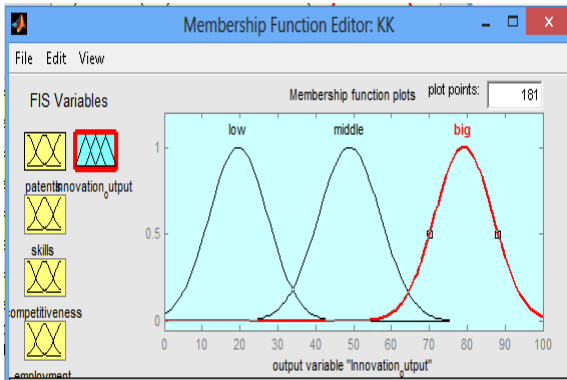 Membership Function Editor: KK
File Edit View
FIS Variables
Membership function plots
plot points:
181
patents
innovation_output
skills
competitiveness
employment
low
middle
big
1
0.5
0
0 10 20 30 40 50 60 70 80 90 100
output variable "Innovation_output"